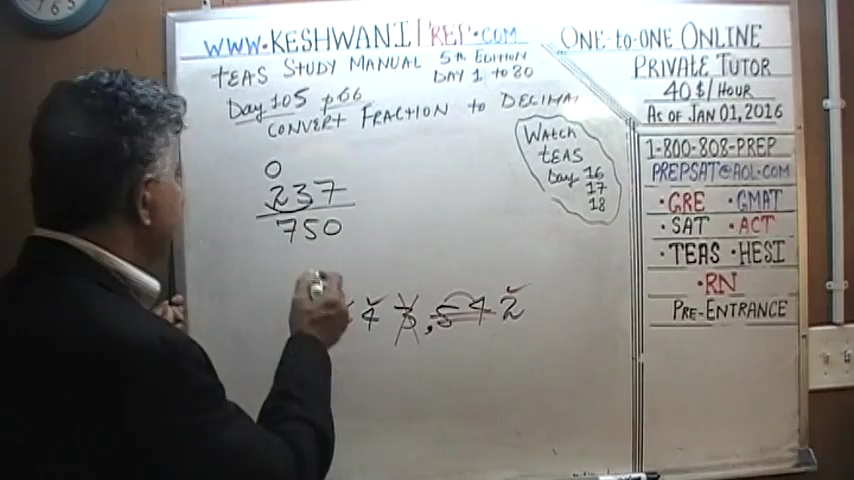 WWW.KESHWANIPREP.COM
TEAS STUDY MANUAL 5TH EDITION
DAY 1 TO 80
Day 105 p66
CONVERT FRACTION to DECIMAL
WATCH
tEAS
Day 16
17
18
0
237
750
4 3,542
ONE-to-ONE ONLINE
PRIVATE TUTOR
40$/HOUR
AS OF JAN 01,2016
1-800-808-PREP
PREPSAT@AOL.COM
• GRE • GMAT
• SAT • ACT
• TEAS • HESI
• RN
PRE-ENTRANCE